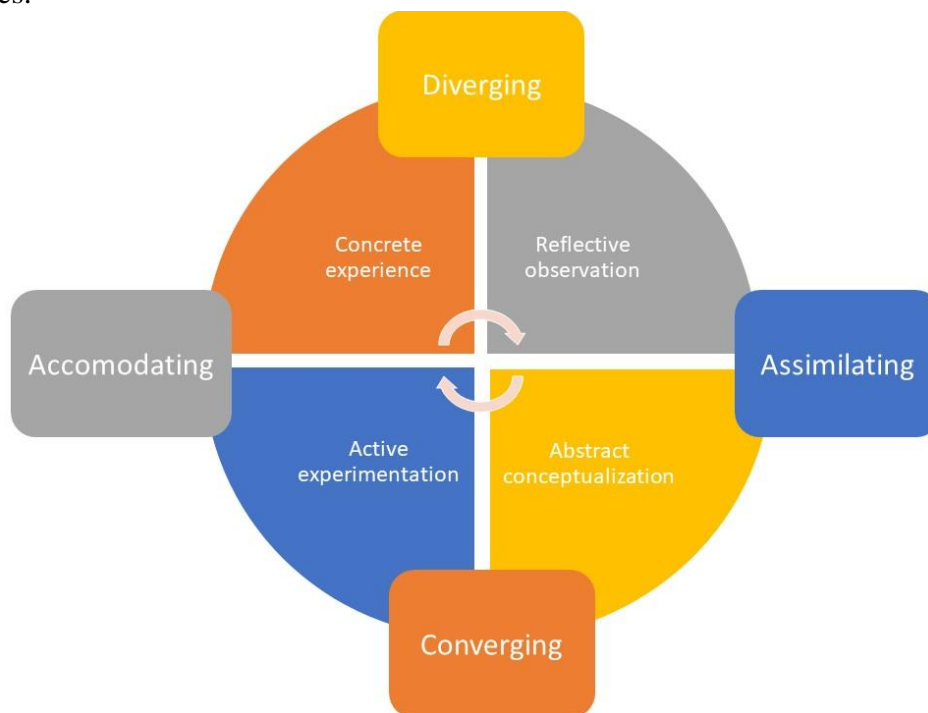 Diverging
Concrete
experience
Reflective
observation
Accomodating
Assimilating
Active
experimentation
Abstract
conceptualization
Converging